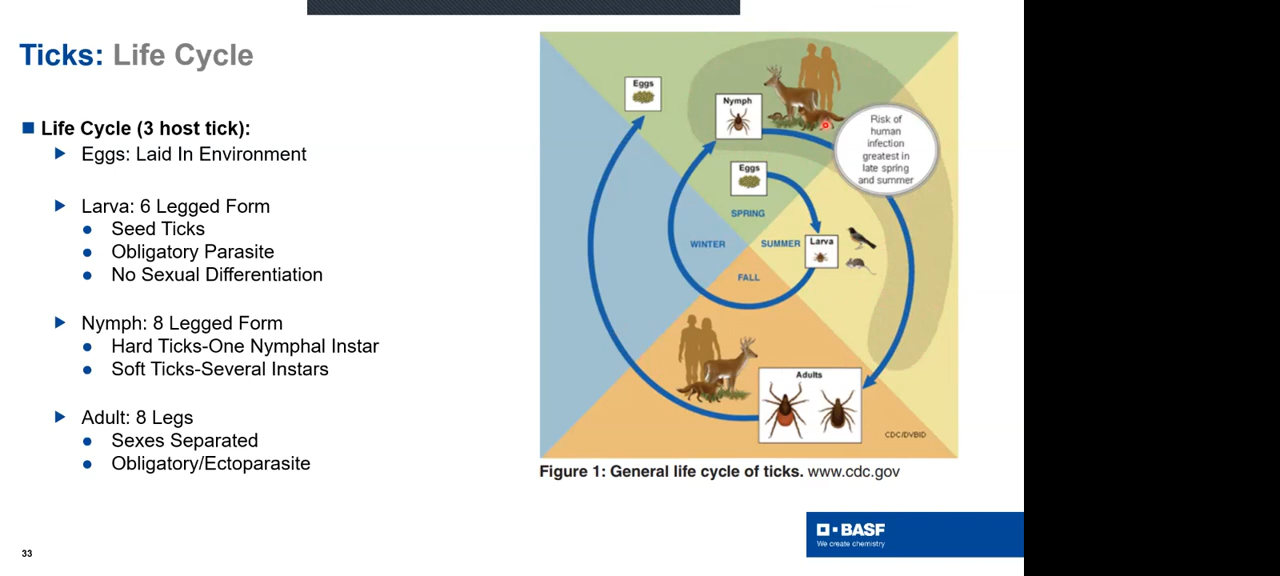 Ticks: Life Cycle
Life Cycle (3 host tick):
Eggs: Laid In Environment
Larva: 6 Legged Form
Seed Ticks
Obligatory Parasite
No Sexual Differentiation
Nymph: 8 Legged Form
Hard Ticks-One Nymphal Instar
Soft Ticks-Several Instars
Adult: 8 Legs
Sexes Separated
Obligatory/Ectoparasite
Eggs
Nymph
Risk of
human
infection
greatest in
late spring
and summer
Eggs
SPRING
WINTER
SUMMER
Larva
FALL
Adults
CDC/DVBID
Figure 1: General life cycle of ticks. www.cdc.gov
33
BASF
We create chemistry